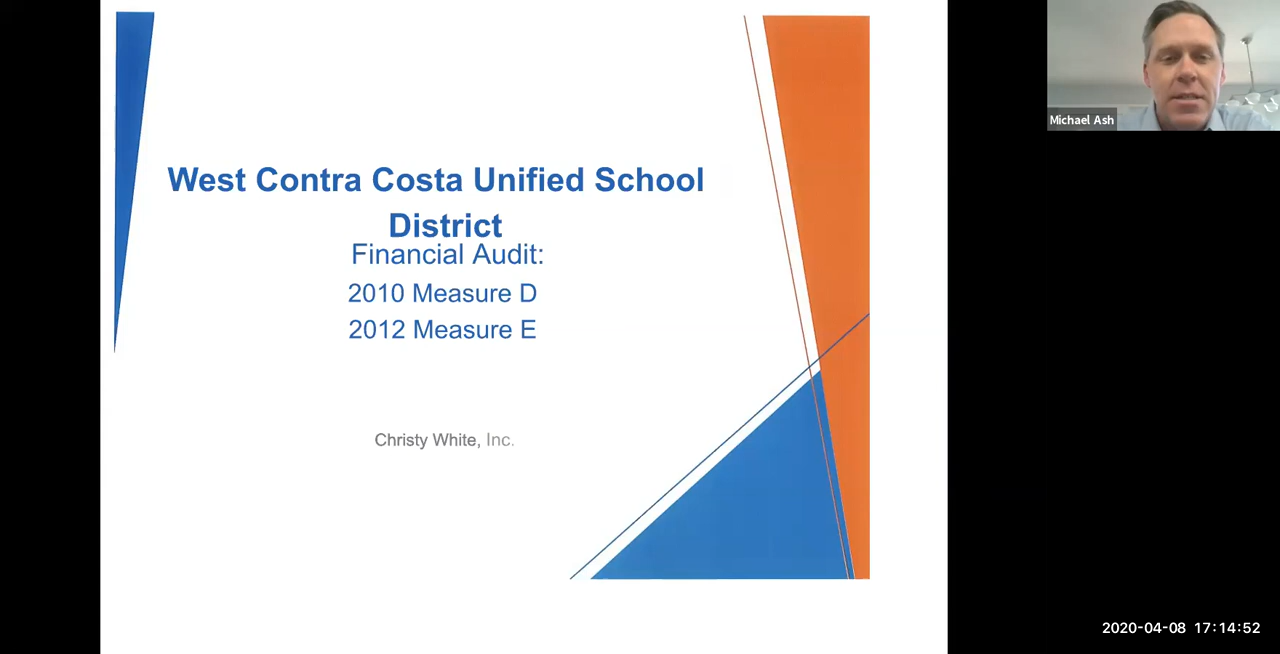 West Contra Costa Unified School
District
Financial Audit:
2010 Measure D
2012 Measure E
Christy White, Inc.
Michael Ash
2020-04-08 17:14:52